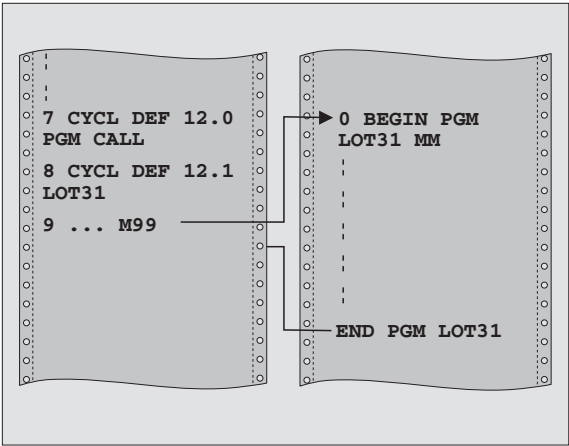 7 CYCL DEF 12.0
PGM CALL
8 CYCL DEF 12.1
LOT31
9 ... M99
0 BEGIN PGM
LOT31 MM
END PGM LOT31